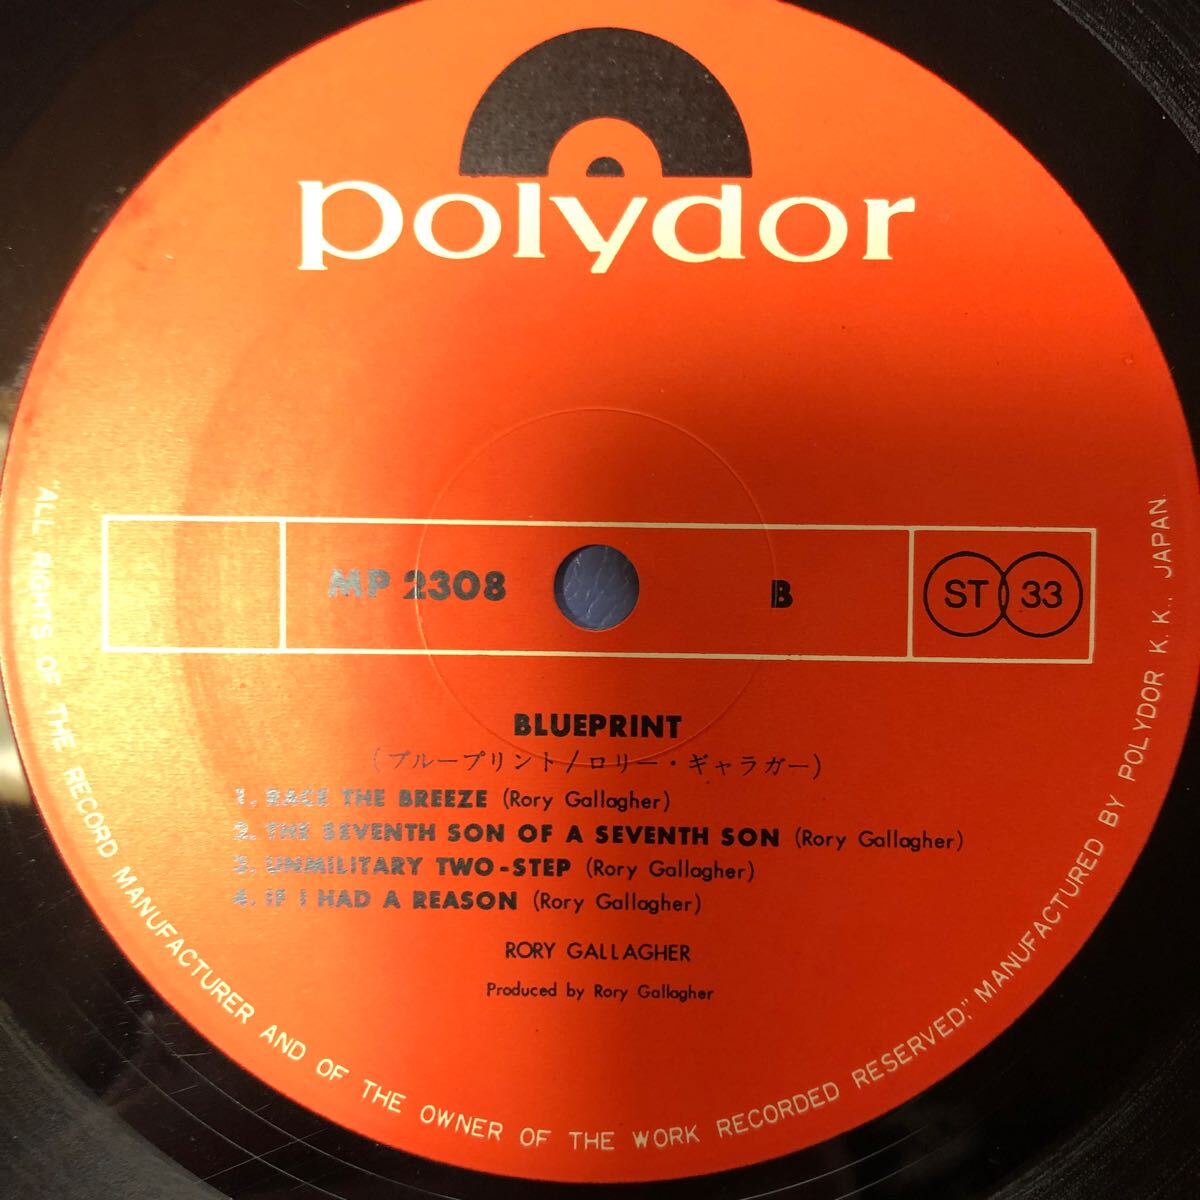 polydor
MP 2308 B ST 33
BLUEPRINT
(ブループリント/ロリー・ギャラガー)
1. RACE THE BREEZE (Rory Gallagher)
2. THE SEVENTH SON OF A SEVENTH SON (Rory Gallagher)
3. UNMILITARY TWO-STEP (Rory Gallagher)
4. IF I HAD A REASON (Rory Gallagher)
RORY GALLAGHER
Produced by Rory Gallagher
"ALL RIGHTS OF THE RECORD MANUFACTURER AND OF THE OWNER OF THE WORK RECORDED RESERVED," MANUFACTURED BY POLYDOR K.K., JAPAN.